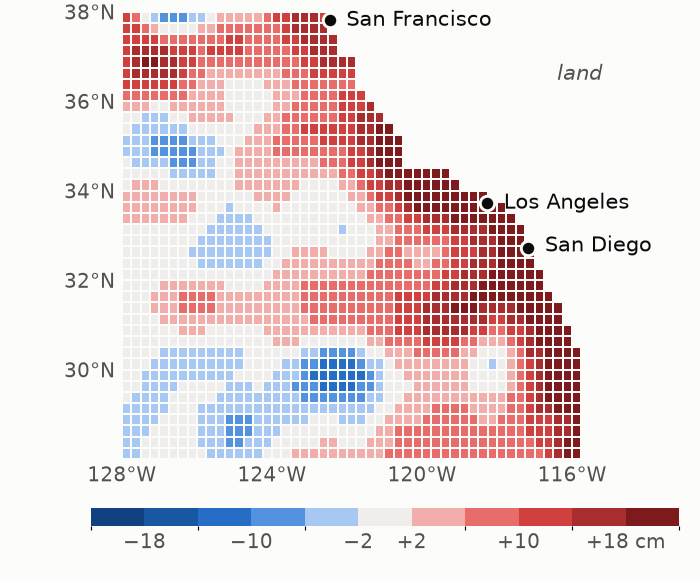 38°N
San Francisco
land
36°N
34°N
Los Angeles
San Diego
32°N
30°N
128°W 124°W 120°W 116°W
−18 −10 −2 +2 +10 +18 cm